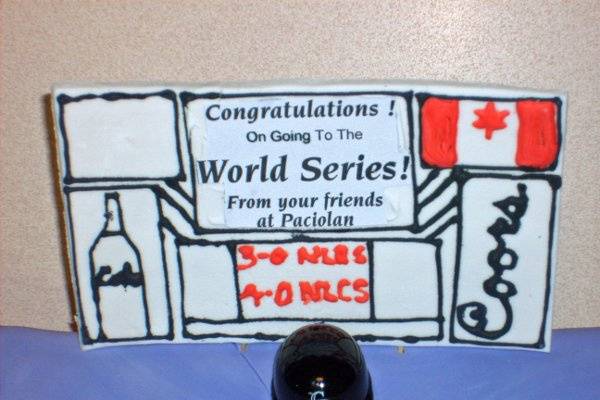 Congratulations !
On Going To The
World Series!
From your friends
at Paciolan
3-0 NLDS
4-0 NLCS
Coke
Coors